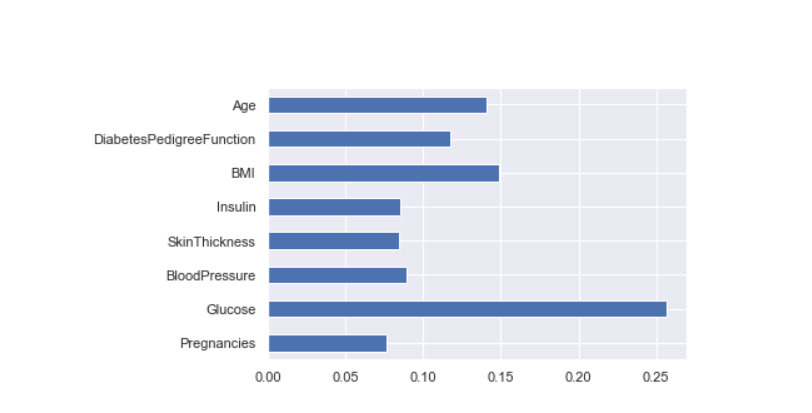 Age
DiabetesPedigreeFunction
BMI
Insulin
SkinThickness
BloodPressure
Glucose
Pregnancies
0.00 0.05 0.10 0.15 0.20 0.25